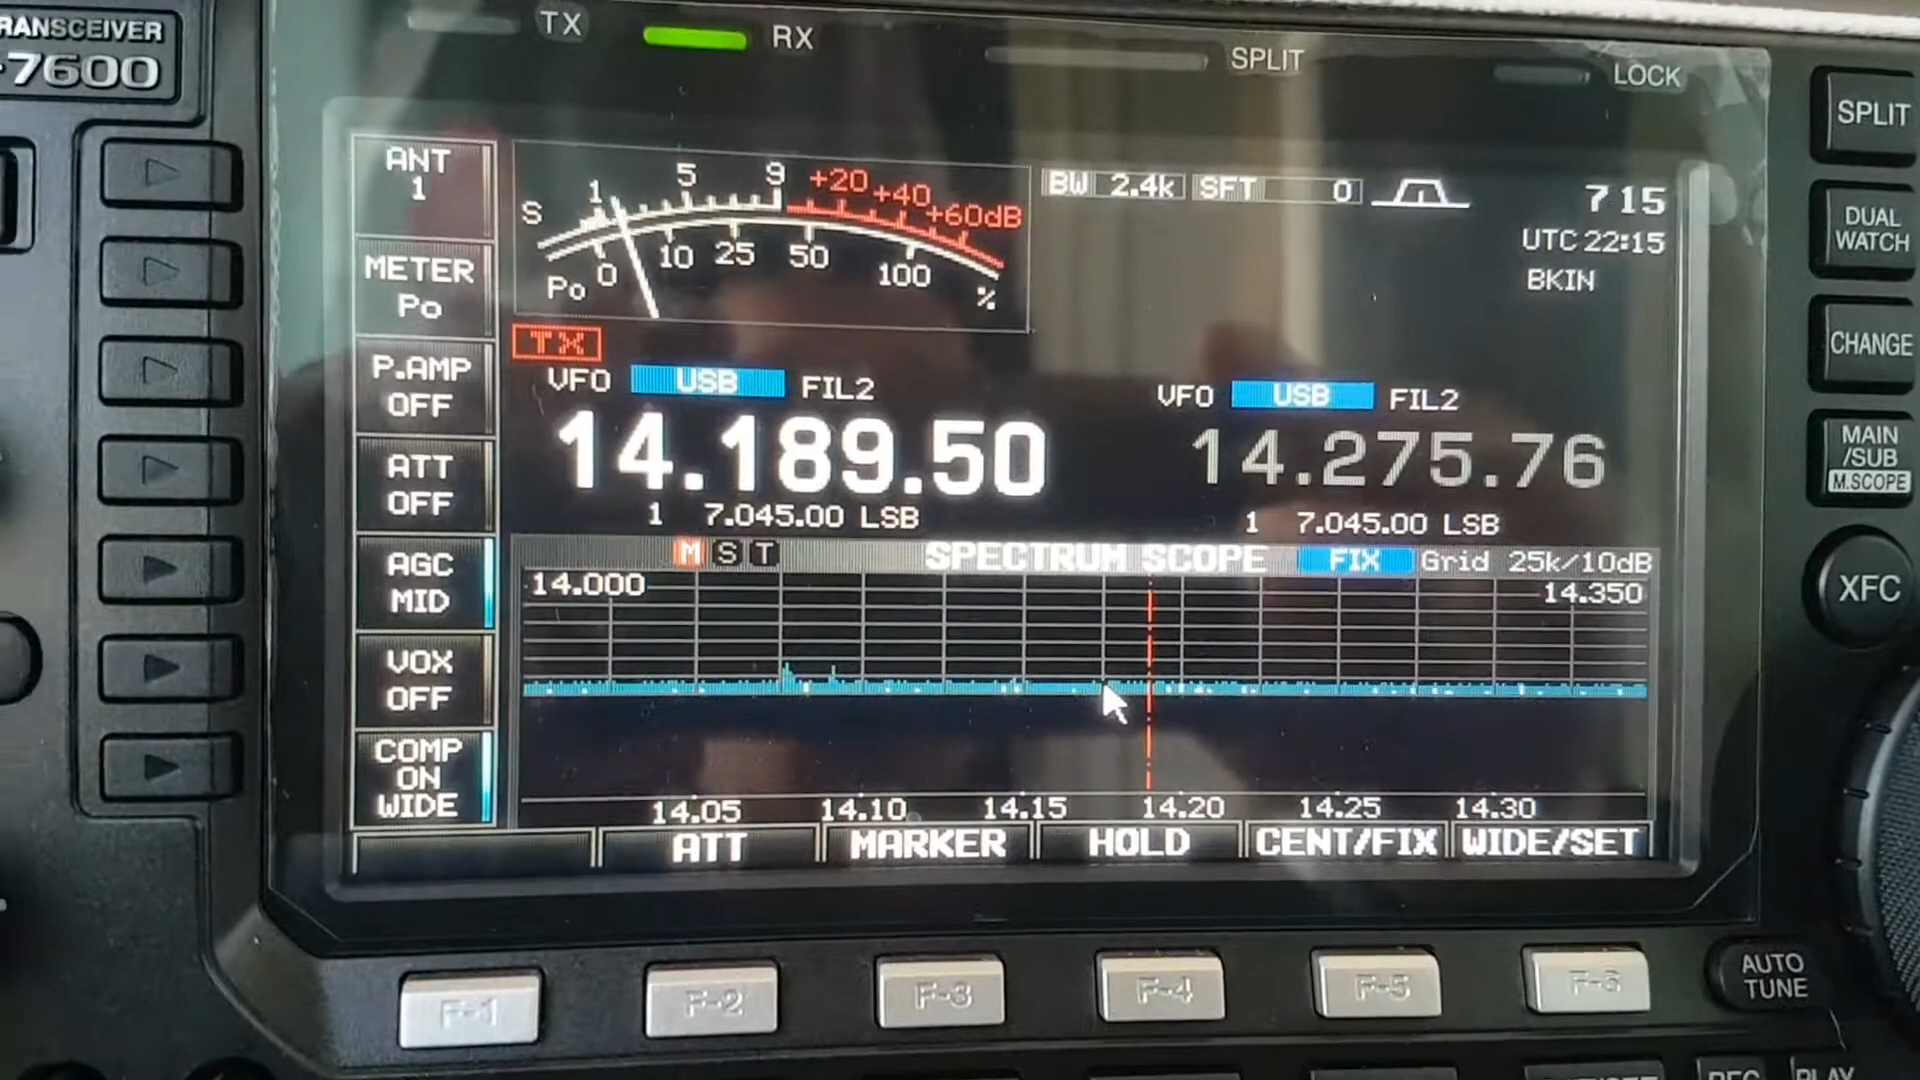 TRANSCEIVER
-7600
TX
RX
SPLIT
LOCK
ANT
1
METER
Po
P.AMP
OFF
ATT
OFF
AGC
MID
VOX
OFF
COMP
ON
WIDE
S 1 5 9 +20 +40 +60dB
Po 0 10 25 50 100 %
BW 2.4k SFT 0
7 15
UTC 22:15
BKIN
TX
VFO USB FIL2
14.189.50
1 7.045.00 LSB
VFO USB FIL2
14.275.76
1 7.045.00 LSB
M S T SPECTRUM SCOPE FIX Grid 25k/10dB
14.000 14.350
14.05 14.10 14.15 14.20 14.25 14.30
ATT MARKER HOLD CENT/FIX WIDE/SET
F-1 F-2 F-3 F-4 F-5 F-6
SPLIT
DUAL
WATCH
CHANGE
MAIN
/SUB
M.SCOPE
XFC
AUTO
TUNE
REC PLAY